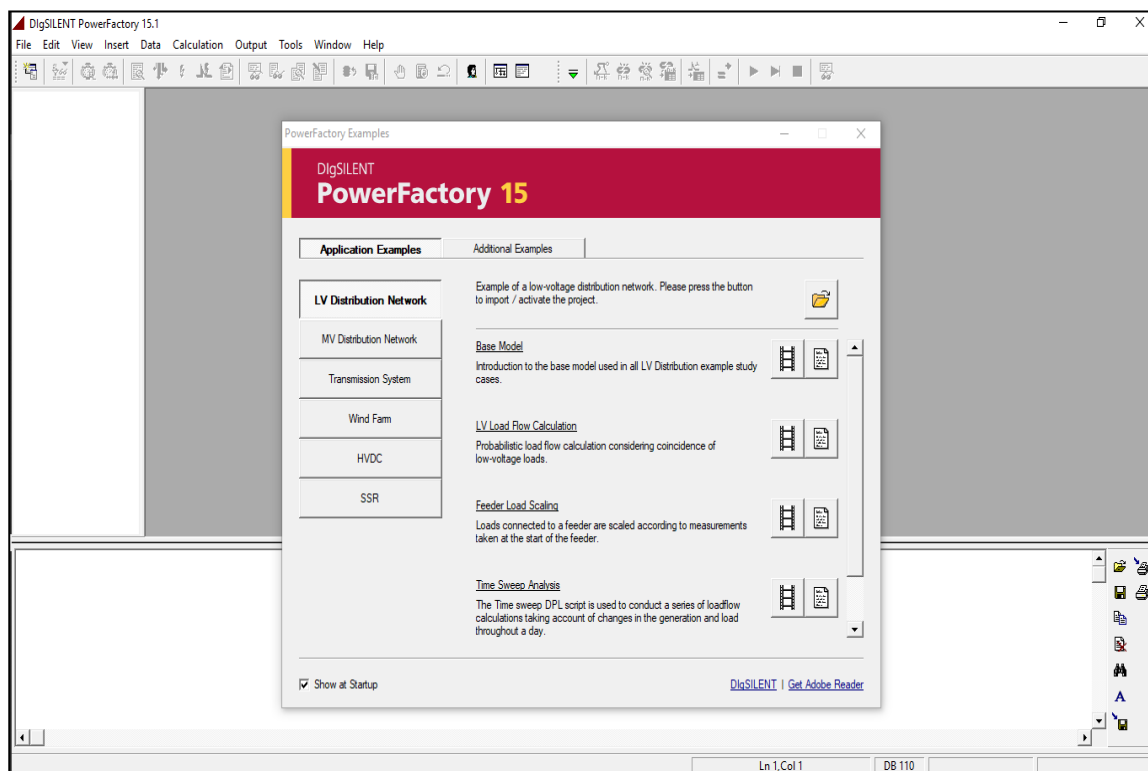 DIgSILENT PowerFactory 15.1
File Edit View Insert Data Calculation Output Tools Window Help
PowerFactory Examples
DIgSILENT
PowerFactory 15
Application Examples
Additional Examples
LV Distribution Network
MV Distribution Network
Transmission System
Wind Farm
HVDC
SSR
Example of a low-voltage distribution network. Please press the button
to import / activate the project.
Base Model
Introduction to the base model used in all LV Distribution example study
cases.
LV Load Flow Calculation
Probabilistic load flow calculation considering coincidence of
low-voltage loads.
Feeder Load Scaling
Loads connected to a feeder are scaled according to measurements
taken at the start of the feeder.
Time Sweep Analysis
The Time sweep DPL script is used to conduct a series of loadflow
calculations taking account of changes in the generation and load
throughout a day.
Show at Startup
DIgSILENT | Get Adobe Reader
A
Ln 1,Col 1
DB 110